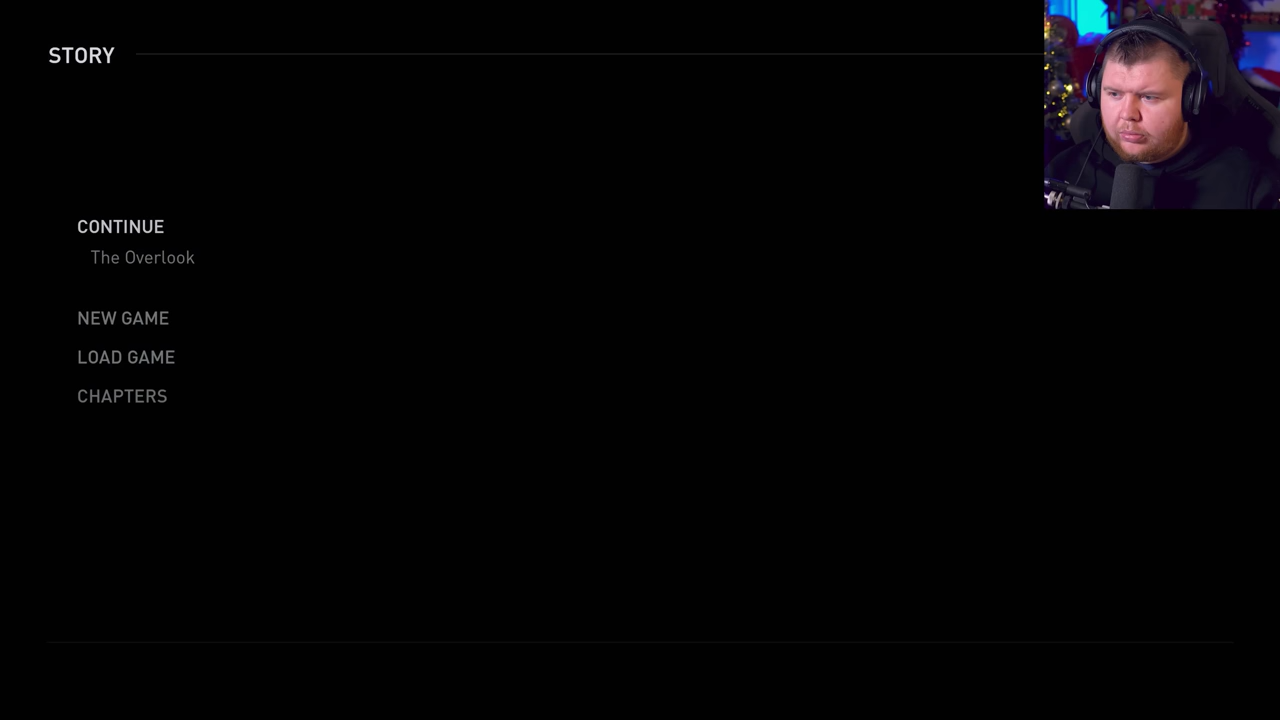 STORY
CONTINUE
The Overlook
NEW GAME
LOAD GAME
CHAPTERS